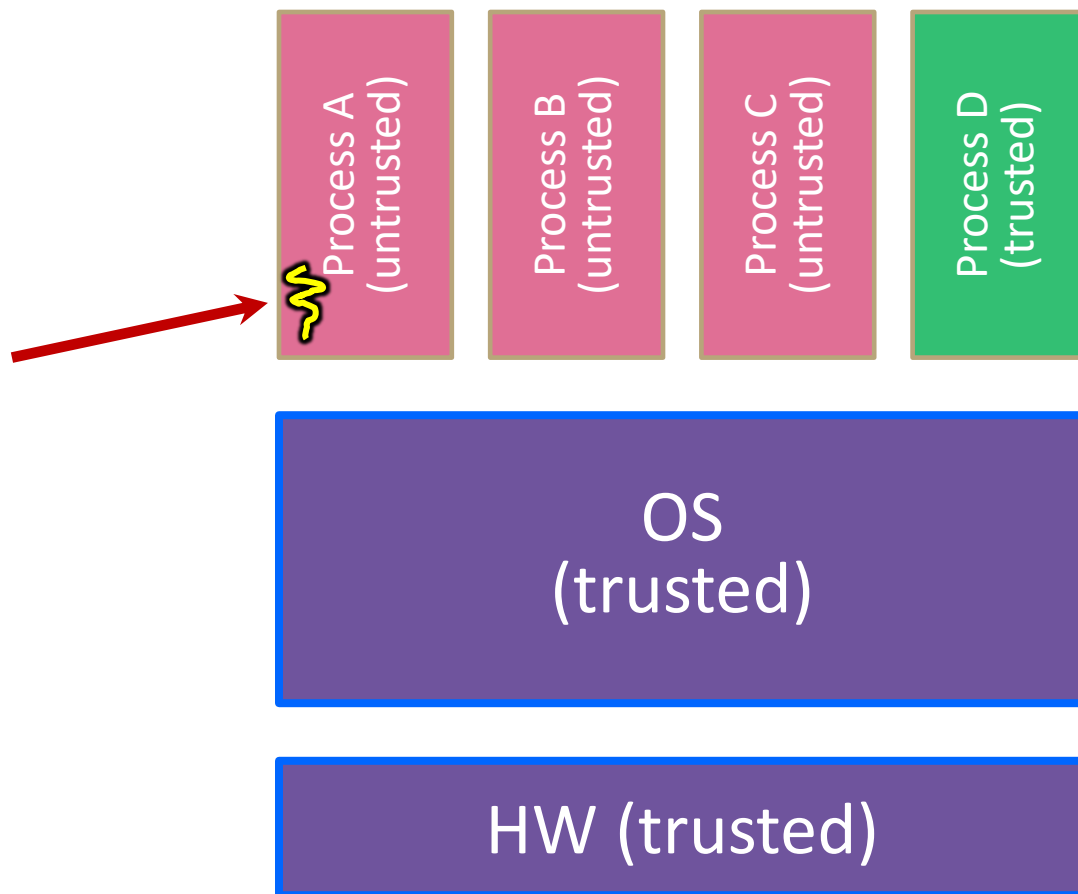 Process A
(untrusted)
Process B
(untrusted)
Process C
(untrusted)
Process D
(trusted)
OS
(trusted)
HW (trusted)